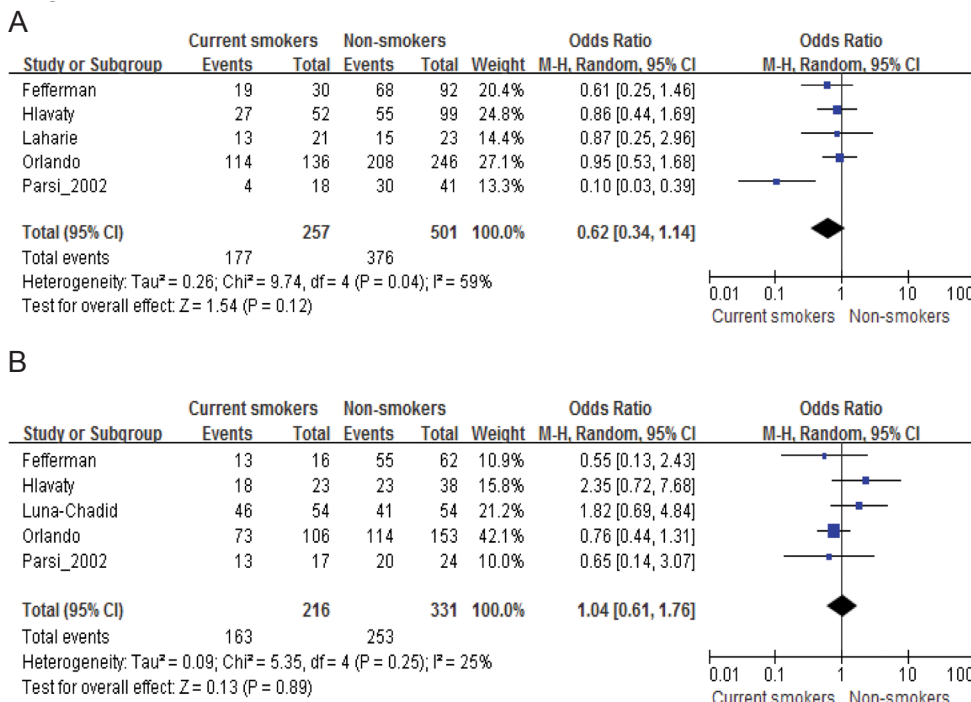 A
Current smokers Non-smokers Odds Ratio Odds Ratio
Study or Subgroup Events Total Events Total Weight M-H, Random, 95% CI M-H, Random, 95% CI
Fefferman 19 30 68 92 20.4% 0.61 [0.25, 1.46]
Hlavaty 27 52 55 99 24.8% 0.86 [0.44, 1.69]
Laharie 13 21 15 23 14.4% 0.87 [0.25, 2.96]
Orlando 114 136 208 246 27.1% 0.95 [0.53, 1.68]
Parsi_2002 4 18 30 41 13.3% 0.10 [0.03, 0.39]
Total (95% CI) 257 501 100.0% 0.62 [0.34, 1.14]
Total events 177 376
Heterogeneity: Tau² = 0.26; Chi² = 9.74, df = 4 (P = 0.04); I² = 59%
Test for overall effect: Z = 1.54 (P = 0.12)
0.01 0.1 1 10 100
Current smokers Non-smokers
B
Current smokers Non-smokers Odds Ratio Odds Ratio
Study or Subgroup Events Total Events Total Weight M-H, Random, 95% CI M-H, Random, 95% CI
Fefferman 13 16 55 62 10.9% 0.55 [0.13, 2.43]
Hlavaty 18 23 23 38 15.8% 2.35 [0.72, 7.68]
Luna-Chadid 46 54 41 54 21.2% 1.82 [0.69, 4.84]
Orlando 73 106 114 153 42.1% 0.76 [0.44, 1.31]
Parsi_2002 13 17 20 24 10.0% 0.65 [0.14, 3.07]
Total (95% CI) 216 331 100.0% 1.04 [0.61, 1.76]
Total events 163 253
Heterogeneity: Tau² = 0.09; Chi² = 5.35, df = 4 (P = 0.25); I² = 25%
Test for overall effect: Z = 0.13 (P = 0.89)
0.01 0.1 1 10 100
Current smokers Non-smokers